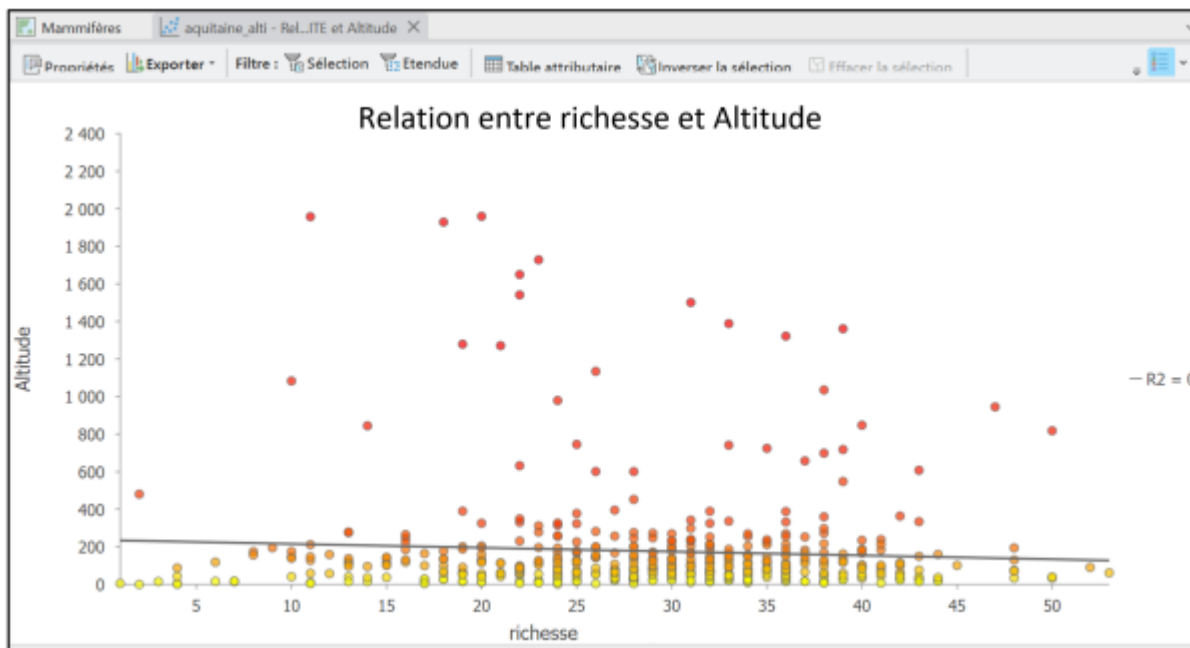 Mammifères aquitaine_alti - Rel...ITE et Altitude
Propriétés Exporter Filtre : Sélection Etendue Table attributaire Inverser la sélection Effacer la sélection
Relation entre richesse et Altitude
2 400
2 200
2 000
1 800
1 600
1 400
1 200
1 000
800
600
400
200
0
Altitude
R2 = 0
5 10 15 20 25 30 35 40 45 50
richesse